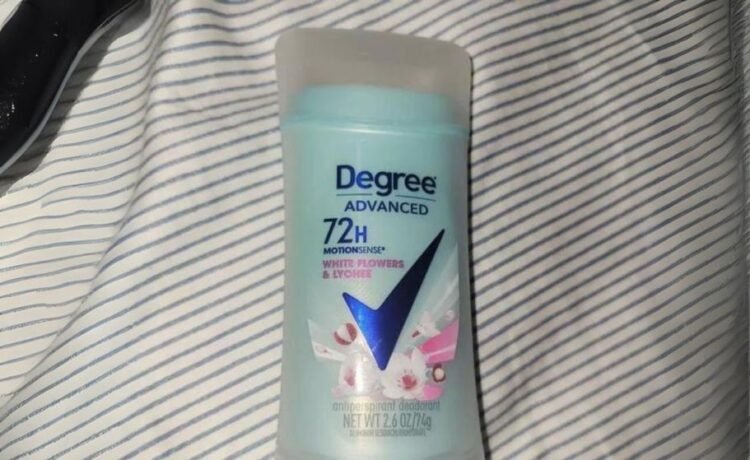 Degree®
ADVANCED
72H
MOTIONSENSE®
WHITE FLOWERS
& LYCHEE
antiperspirant deodorant
NET WT 2.6 OZ/74g